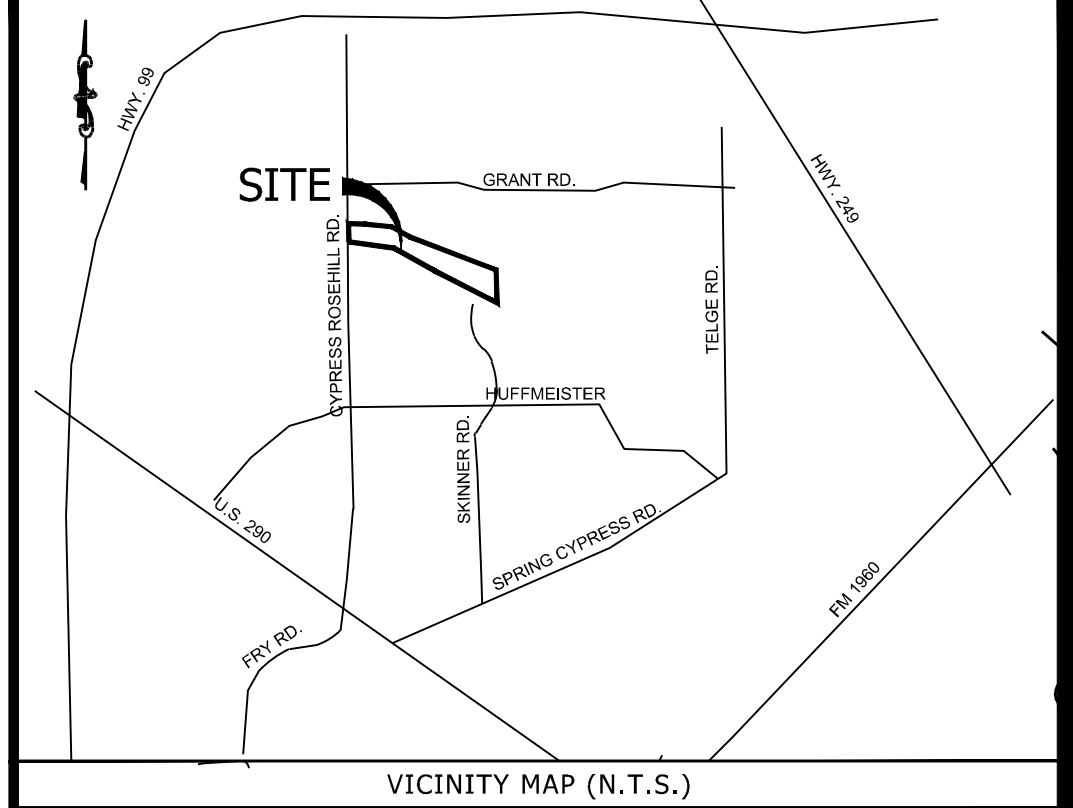 HWY. 99
SITE
GRANT RD.
HWY. 249
CYPRESS ROSEHILL RD.
TELGE RD.
HUFFMEISTER
SKINNER RD.
U.S. 290
SPRING CYPRESS RD.
FM 1960
FRY RD.
VICINITY MAP (N.T.S.)